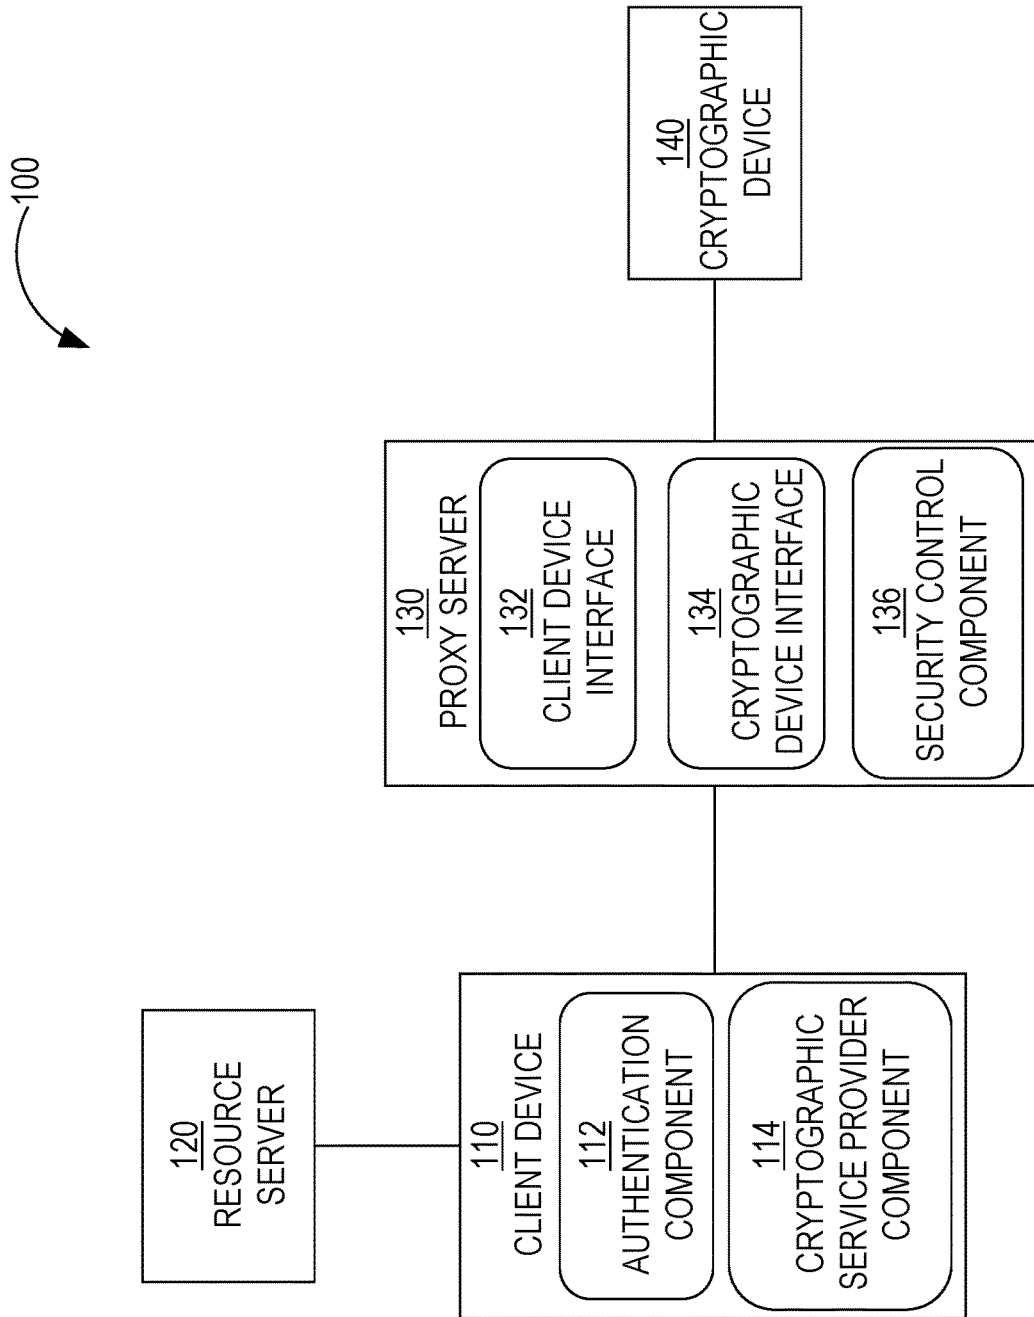 100
120
RESOURCE
SERVER
110
CLIENT DEVICE
112
AUTHENTICATION
COMPONENT
114
CRYPTOGRAPHIC
SERVICE PROVIDER
COMPONENT
130
PROXY SERVER
132
CLIENT DEVICE
INTERFACE
134
CRYPTOGRAPHIC
DEVICE INTERFACE
136
SECURITY CONTROL
COMPONENT
140
CRYPTOGRAPHIC
DEVICE